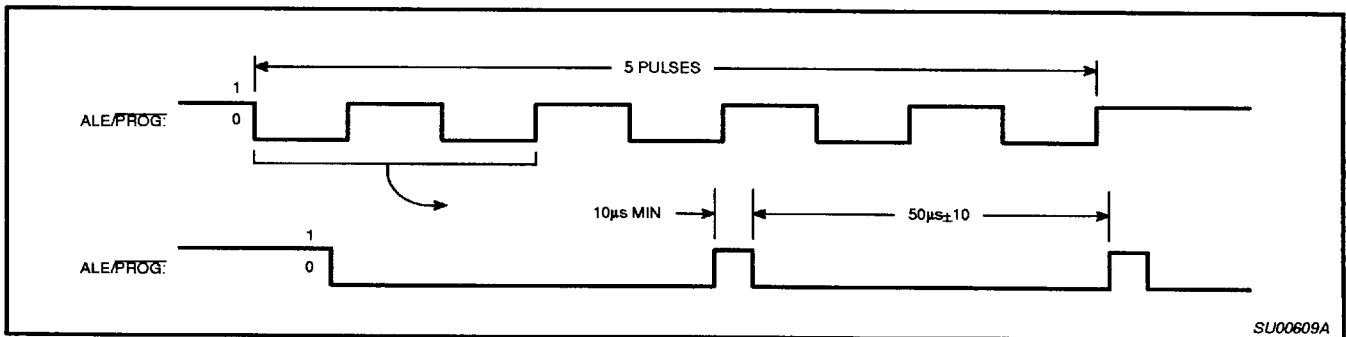 5 PULSES
1
ALE/PROG:
0
10µs MIN
50µs±10
1
ALE/PROG:
0
SU00609A